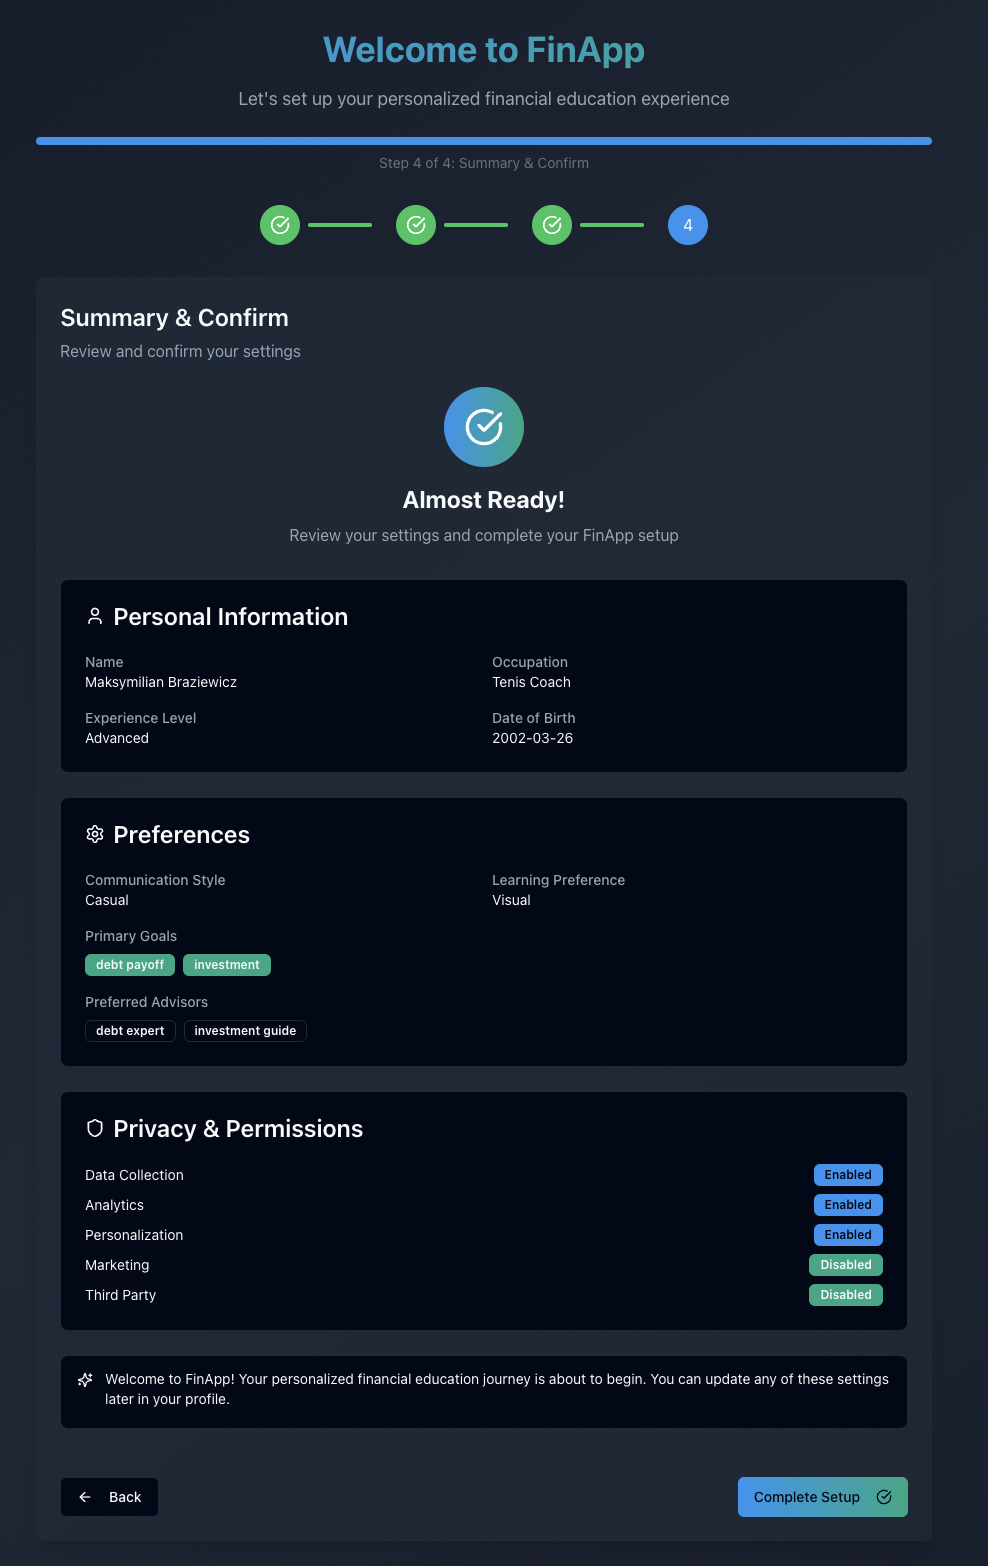 Welcome to FinApp
Let's set up your personalized financial education experience
Step 4 of 4: Summary & Confirm
4
Summary & Confirm
Review and confirm your settings
Almost Ready!
Review your settings and complete your FinApp setup
Personal Information
Name
Maksymilian Braziewicz
Occupation
Tenis Coach
Experience Level
Advanced
Date of Birth
2002-03-26
Preferences
Communication Style
Casual
Learning Preference
Visual
Primary Goals
debt payoff
investment
Preferred Advisors
debt expert
investment guide
Privacy & Permissions
Data Collection
Enabled
Analytics
Enabled
Personalization
Enabled
Marketing
Disabled
Third Party
Disabled
Welcome to FinApp! Your personalized financial education journey is about to begin. You can update any of these settings
later in your profile.
Back
Complete Setup